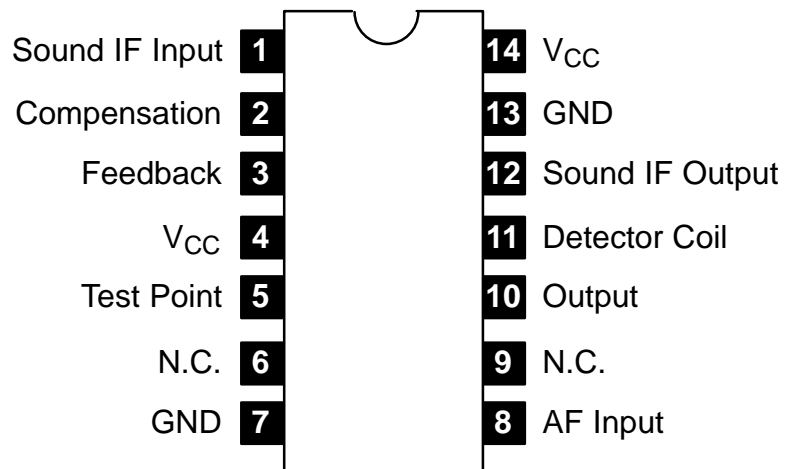 Sound IF Input 1 14 VCC
Compensation 2 13 GND
Feedback 3 12 Sound IF Output
VCC 4 11 Detector Coil
Test Point 5 10 Output
N.C. 6 9 N.C.
GND 7 8 AF Input